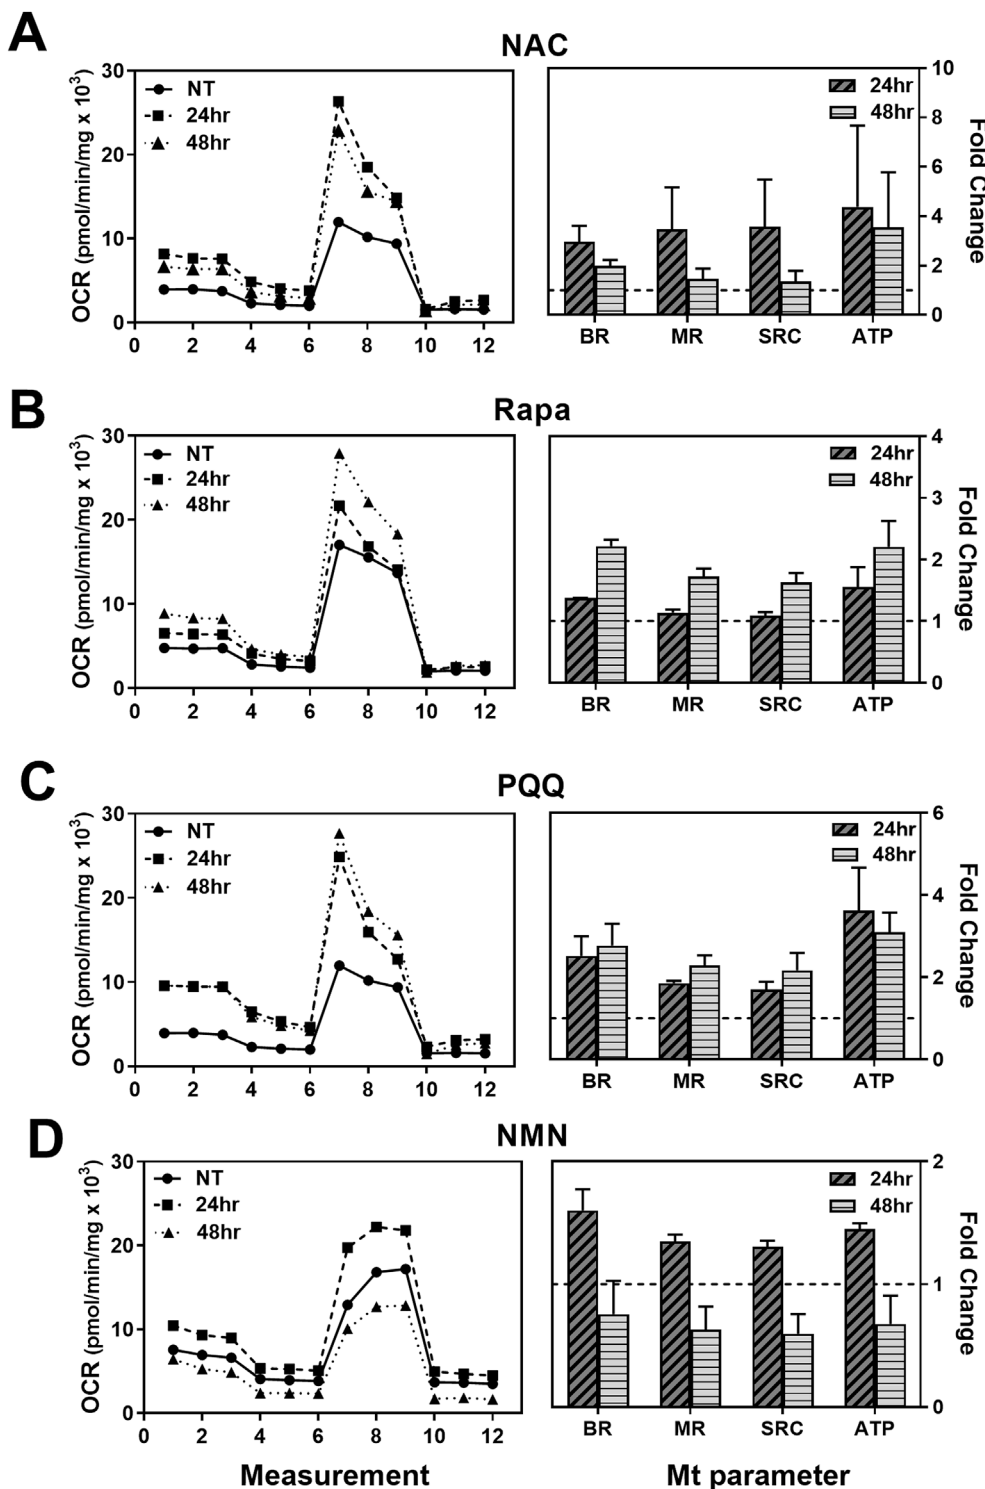 A
NAC
OCR (pmol/min/mg x 10³)
30
20
10
0
NT
24hr
48hr
0 2 4 6 8 10 12
24hr
48hr
10
8
6
4
2
0
Fold Change
BR MR SRC ATP
B
Rapa
OCR (pmol/min/mg x 10³)
30
20
10
0
NT
24hr
48hr
0 2 4 6 8 10 12
24hr
48hr
4
3
2
1
0
Fold Change
BR MR SRC ATP
C
PQQ
OCR (pmol/min/mg x 10³)
30
20
10
0
NT
24hr
48hr
0 2 4 6 8 10 12
24hr
48hr
6
4
2
0
Fold Change
BR MR SRC ATP
D
NMN
OCR (pmol/min/mg x 10³)
30
20
10
0
NT
24hr
48hr
0 2 4 6 8 10 12
Measurement
24hr
48hr
2
1
0
Fold Change
BR MR SRC ATP
Mt parameter